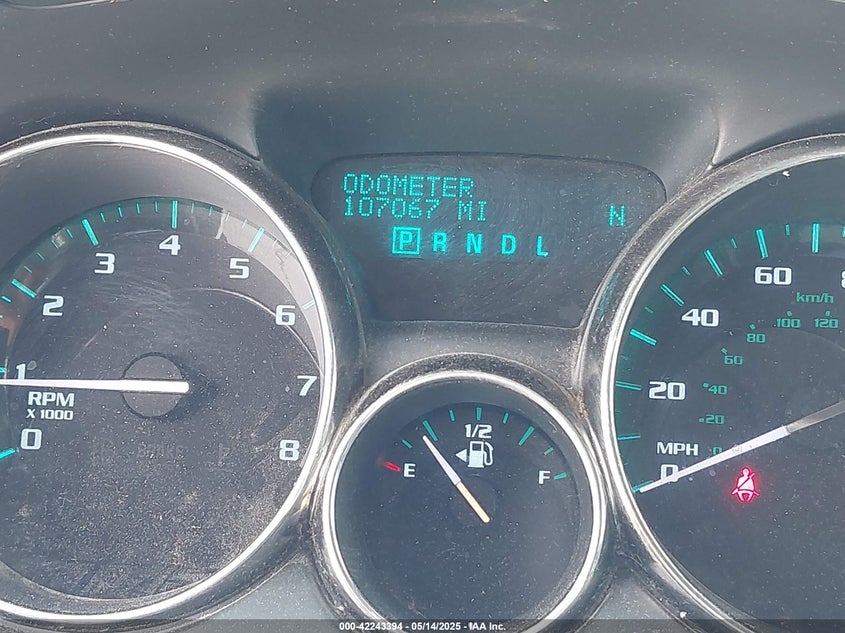 ODOMETER
107067 MI N
P R N D L
0 1 2 3 4 5 6 7 8
RPM
X 1000
E 1/2 F
0 20 40 60
MPH
km/h
0 20 40 60 80 100 120
000-42243394 - 05/14/2025 - IAA Inc.